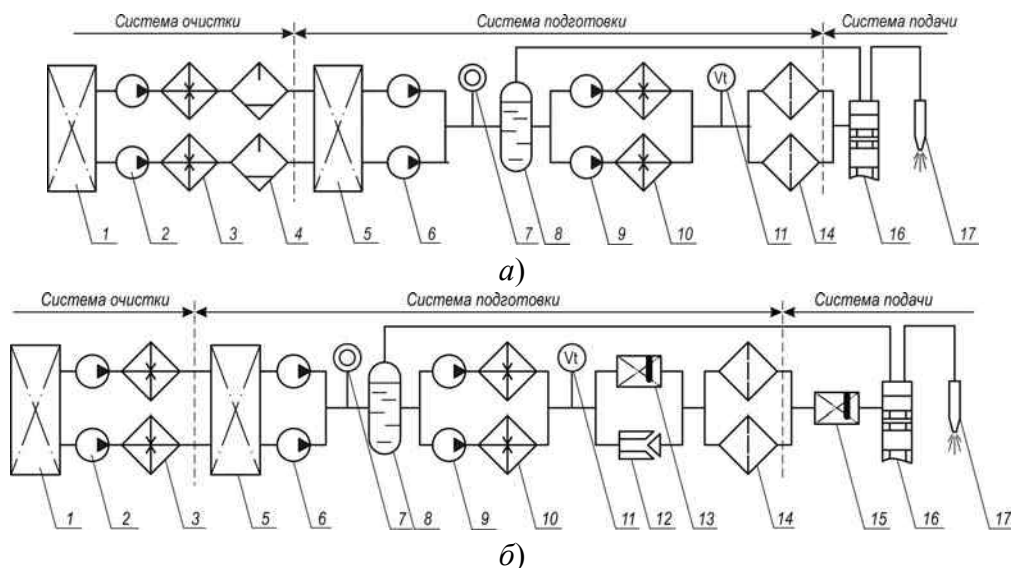 Система очистки Система подготовки Система подачи
Vt
1 2 3 4 5 6 7 8 9 10 11 14 16 17
а)
Система очистки Система подготовки Система подачи
Vt
1 2 3 5 6 7 8 9 10 11 12 13 14 15 16 17
б)